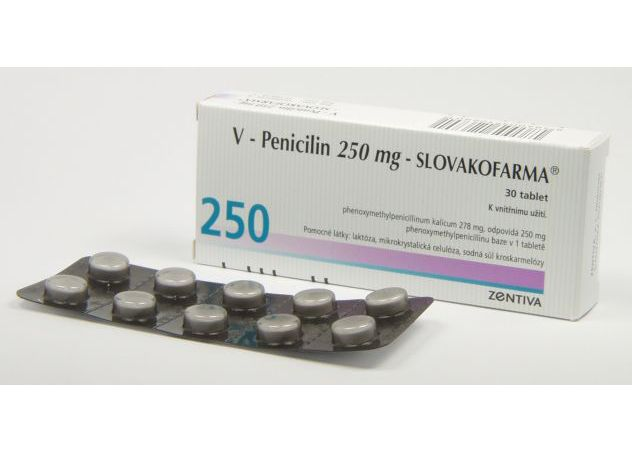 V - Penicilin 250 mg - SLOVAKOFARMA®
30 tablet
K vnitřnímu užití.
phenoxymethylpenicillinum kalicum 278 mg, odpovídá 250 mg
phenoxymethylpenicillinu baze v 1 tabletě
Pomocné látky: laktóza, mikrokrystalická celulóza, sodná sůl kroskarmelózy
250
ZENTIVA